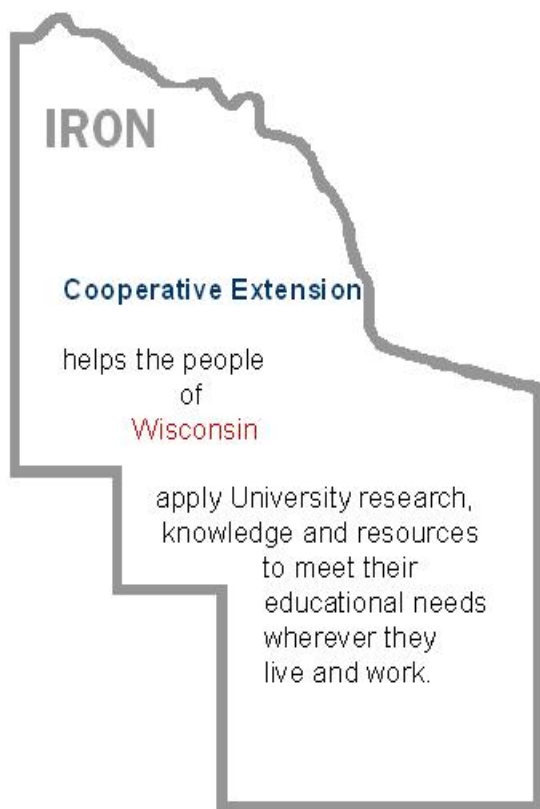 IRON
Cooperative Extension
helps the people
of
Wisconsin
apply University research,
knowledge and resources
to meet their
educational needs
wherever they
live and work.